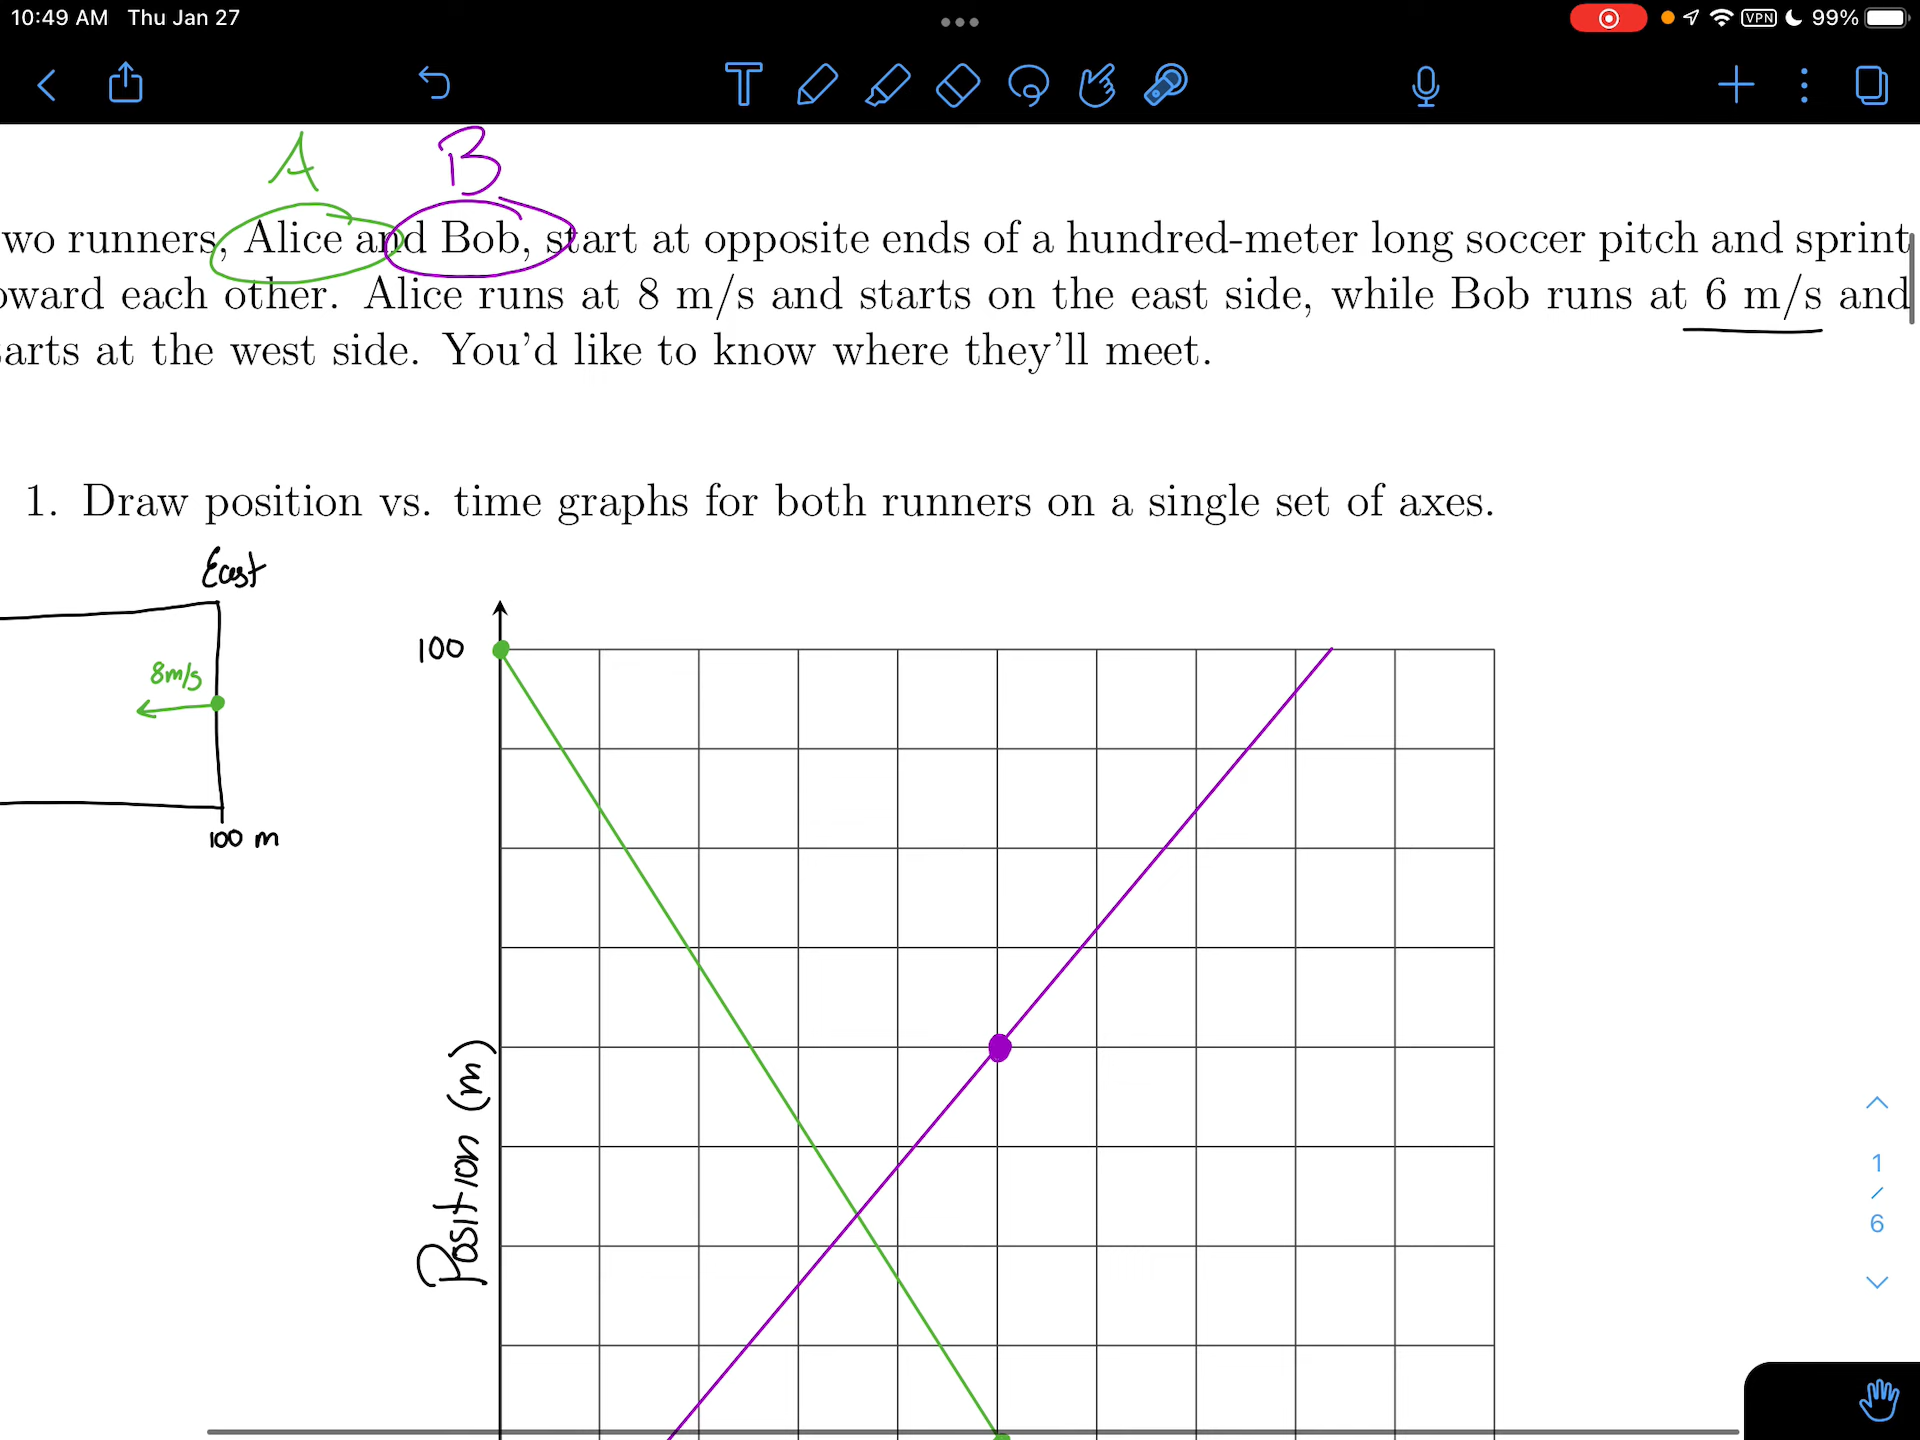 10:49 AM Thu Jan 27
VPN 99%
T
A B
wo runners, Alice and Bob, start at opposite ends of a hundred-meter long soccer pitch and sprint
oward each other. Alice runs at 8 m/s and starts on the east side, while Bob runs at 6 m/s and
arts at the west side. You'd like to know where they'll meet.
1. Draw position vs. time graphs for both runners on a single set of axes.
East
100
8m/s
100 m
Position (m)
1
/
6